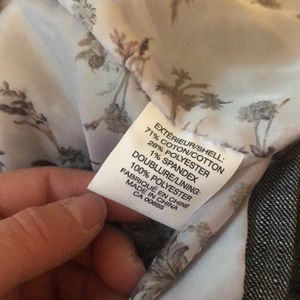 EXTÉRIEUR/SHELL:
71% COTON/COTTON
28% POLYESTER
1% SPANDEX
DOUBLURE/LINING:
100% POLYESTER
FABRIQUÉ EN CHINE
MADE IN CHINA
CA 00655